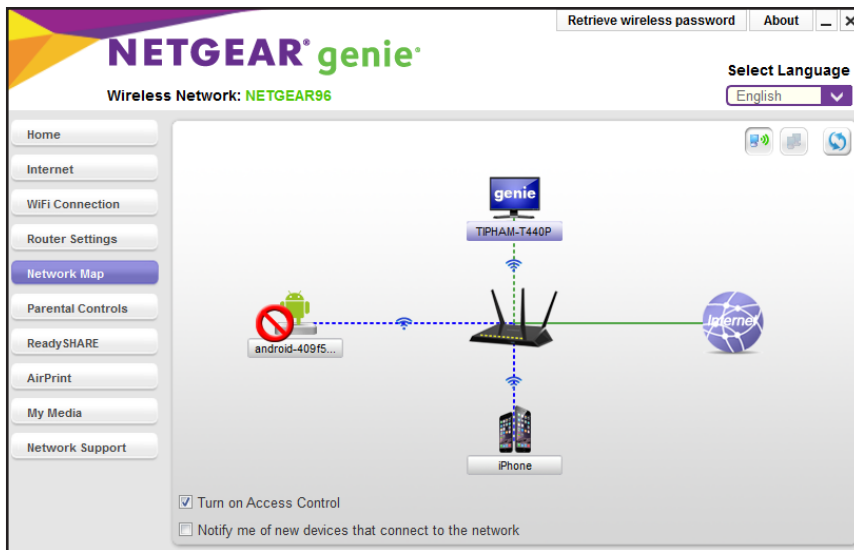 Retrieve wireless password About
NETGEAR® genie®
Select Language
Wireless Network: NETGEAR96
English
Home
Internet
WiFi Connection
Router Settings
Network Map
Parental Controls
ReadySHARE
AirPrint
My Media
Network Support
genie
TIPHAM-T440P
Internet
android-409f5...
iPhone
Turn on Access Control
Notify me of new devices that connect to the network